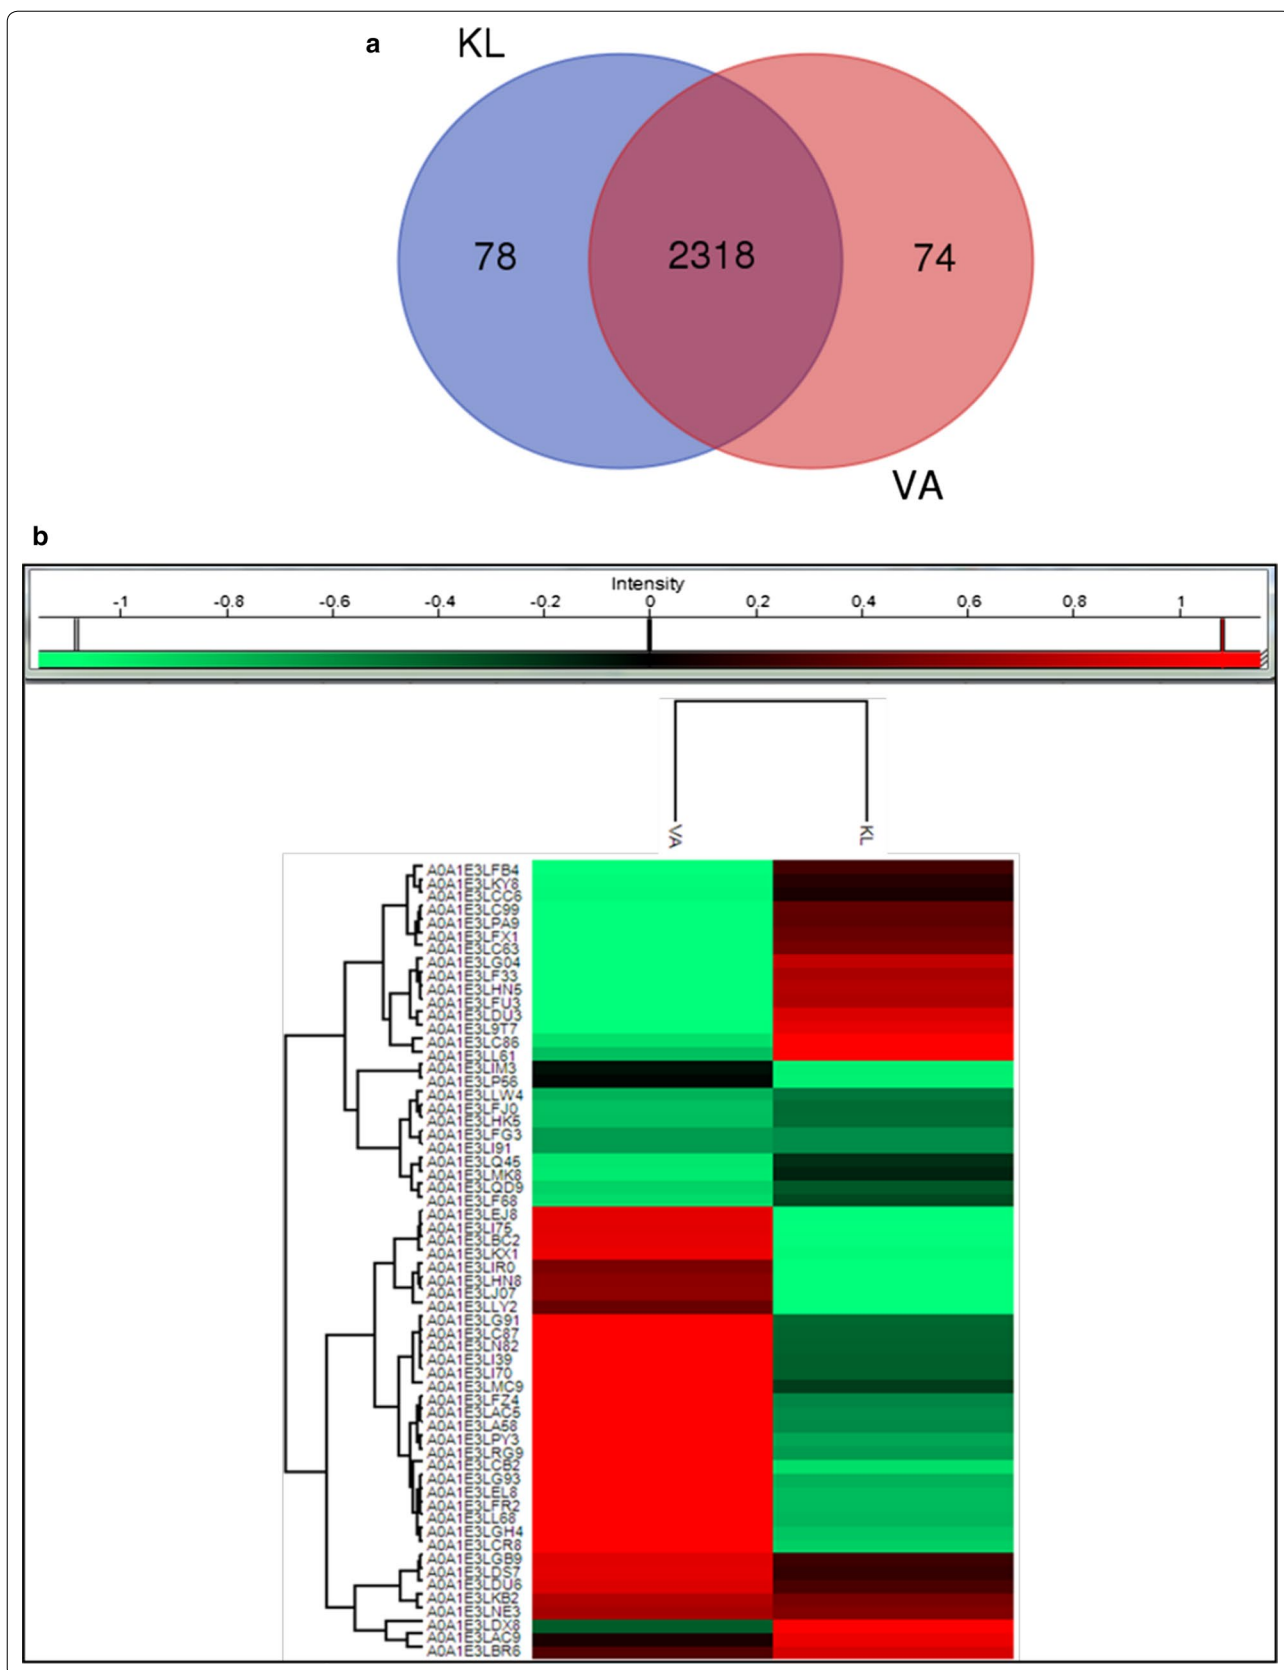 a
KL
78
2318
74
VA
b
Intensity
-1 -0.8 -0.6 -0.4 -0.2 0 0.2 0.4 0.6 0.8 1
VA
KL
A0A1E3LFB4
A0A1E3LKY8
A0A1E3LCC6
A0A1E3LC99
A0A1E3LPA9
A0A1E3LFX1
A0A1E3LC63
A0A1E3LG04
A0A1E3LF33
A0A1E3LHN5
A0A1E3LFU3
A0A1E3LDU3
A0A1E3L9T7
A0A1E3LC86
A0A1E3LL61
A0A1E3LIM3
A0A1E3LP56
A0A1E3LLW4
A0A1E3LFJ0
A0A1E3LHK5
A0A1E3LFG3
A0A1E3LI91
A0A1E3LQ45
A0A1E3LMK8
A0A1E3LQD9
A0A1E3LF68
A0A1E3LEJ8
A0A1E3LI75
A0A1E3LBC2
A0A1E3LKX1
A0A1E3LIR0
A0A1E3LHN8
A0A1E3LJ07
A0A1E3LLY2
A0A1E3LG91
A0A1E3LC87
A0A1E3LN82
A0A1E3LI39
A0A1E3LI70
A0A1E3LMC9
A0A1E3LFZ4
A0A1E3LAC5
A0A1E3LA58
A0A1E3LPY3
A0A1E3LRG9
A0A1E3LCB2
A0A1E3LG93
A0A1E3LEL8
A0A1E3LFR2
A0A1E3LL68
A0A1E3LGH4
A0A1E3LCR8
A0A1E3LGB9
A0A1E3LDS7
A0A1E3LDU6
A0A1E3LKB2
A0A1E3LNE3
A0A1E3LDX8
A0A1E3LAC9
A0A1E3LBR6